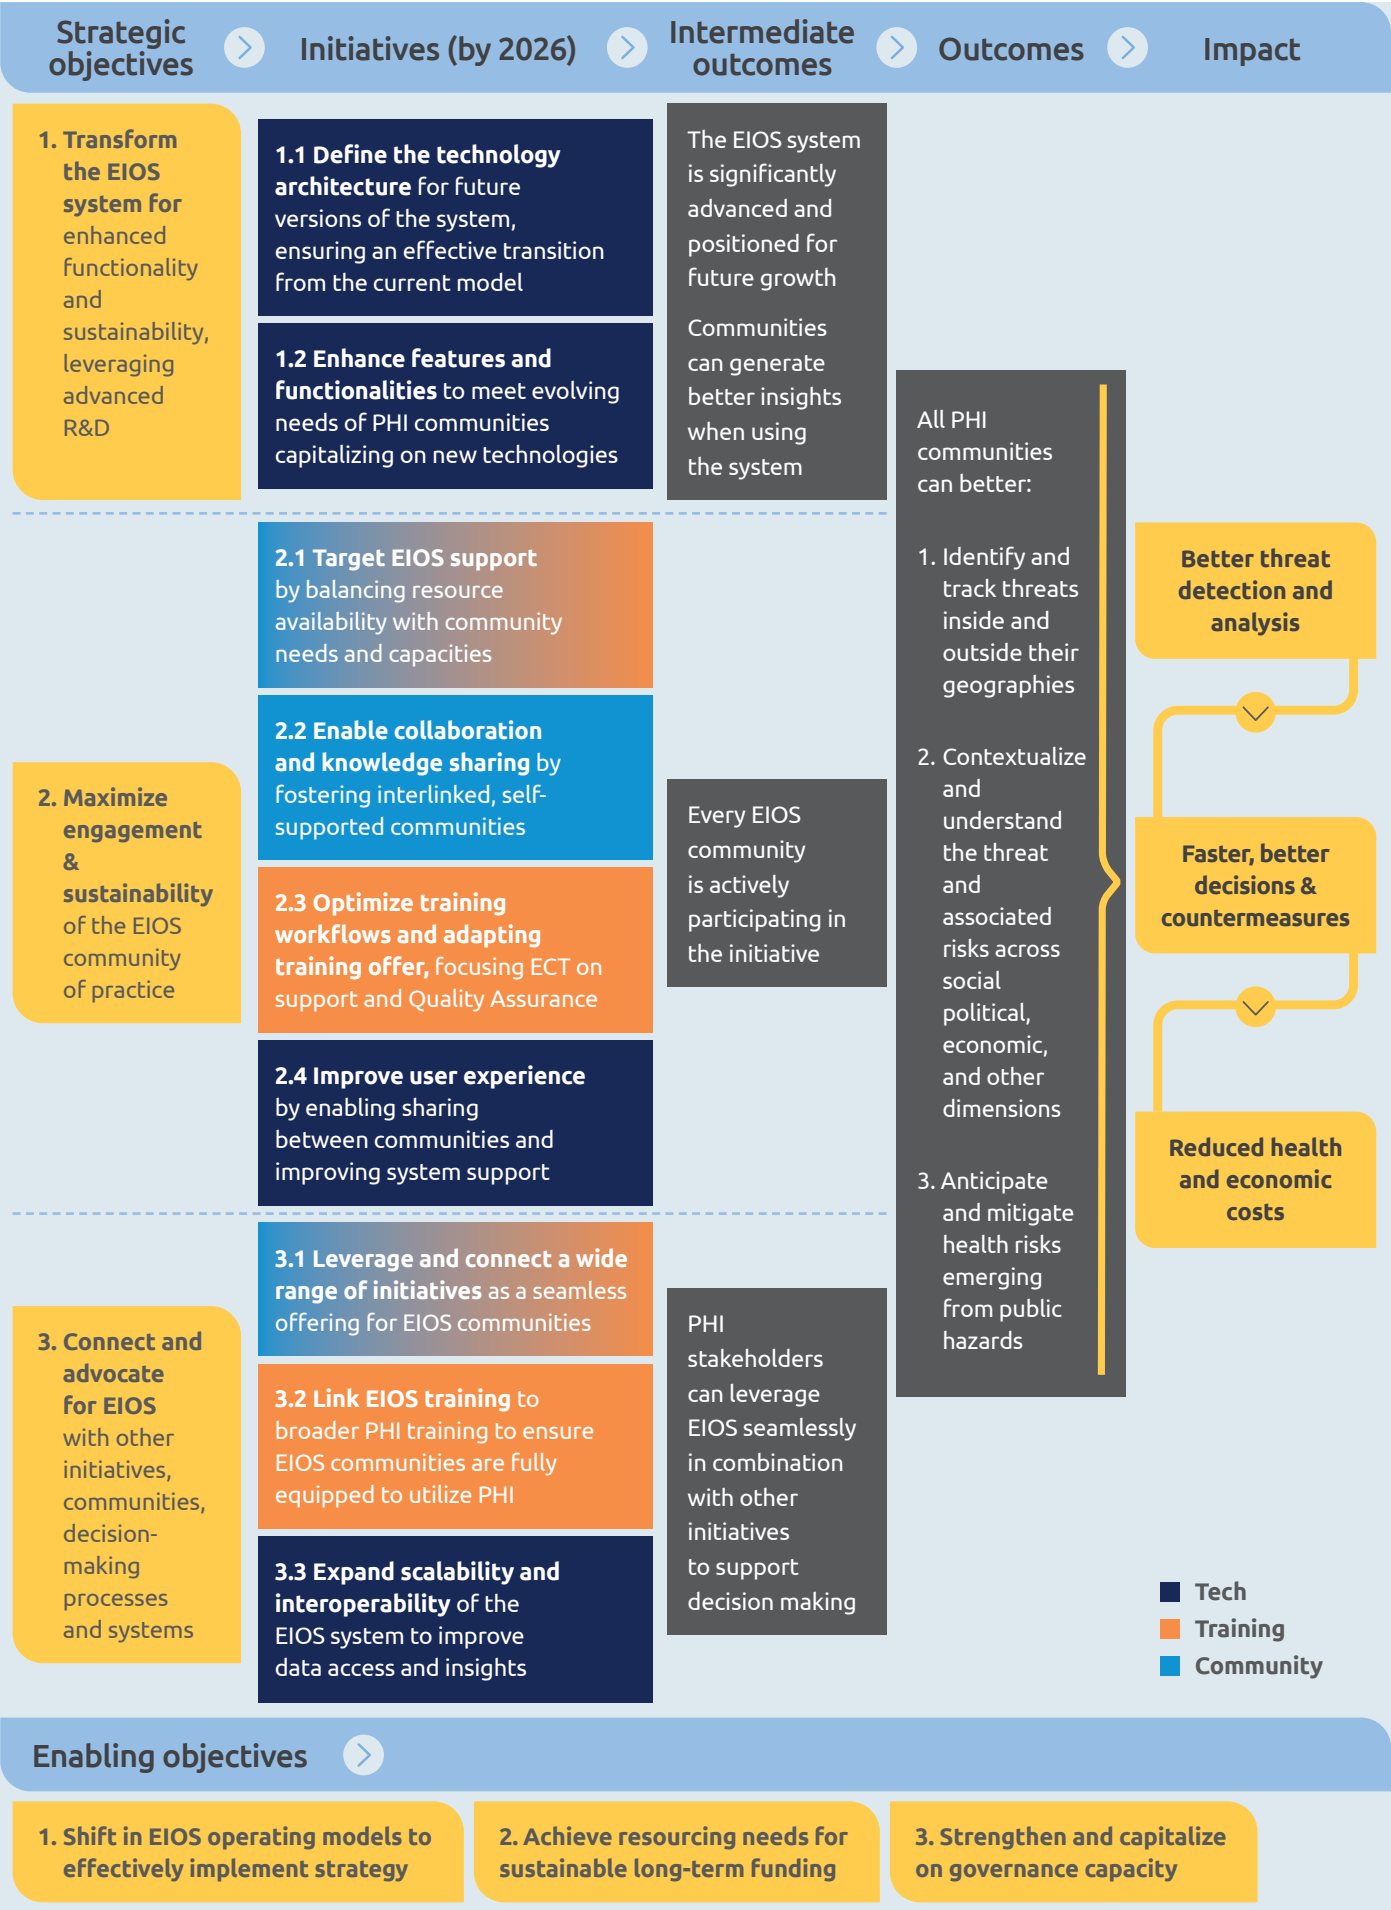 Strategic
objectives
Initiatives (by 2026)
Intermediate
outcomes
Outcomes
Impact
1. Transform
the EIOS
system for
enhanced
functionality
and
sustainability,
leveraging
advanced
R&D
1.1 Define the technology
architecture for future
versions of the system,
ensuring an effective transition
from the current model
1.2 Enhance features and
functionalities to meet evolving
needs of PHI communities
capitalizing on new technologies
The EIOS system
is significantly
advanced and
positioned for
future growth
Communities
can generate
better insights
when using
the system
2. Maximize
engagement
&
sustainability
of the EIOS
community
of practice
2.1 Target EIOS support
by balancing resource
availability with community
needs and capacities
2.2 Enable collaboration
and knowledge sharing by
fostering interlinked, self-
supported communities
2.3 Optimize training
workflows and adapting
training offer, focusing ECT on
support and Quality Assurance
2.4 Improve user experience
by enabling sharing
between communities and
improving system support
Every EIOS
community
is actively
participating in
the initiative
3. Connect and
advocate
for EIOS
with other
initiatives,
communities,
decision-
making
processes
and systems
3.1 Leverage and connect a wide
range of initiatives as a seamless
offering for EIOS communities
3.2 Link EIOS training to
broader PHI training to ensure
EIOS communities are fully
equipped to utilize PHI
3.3 Expand scalability and
interoperability of the
EIOS system to improve
data access and insights
PHI
stakeholders
can leverage
EIOS seamlessly
in combination
with other
initiatives
to support
decision making
All PHI
communities
can better:
1. Identify and
track threats
inside and
outside their
geographies
2. Contextualize
and
understand
the threat
and
associated
risks across
social
political,
economic,
and other
dimensions
3. Anticipate
and mitigate
health risks
emerging
from public
hazards
Better threat
detection and
analysis
Faster, better
decisions &
countermeasures
Reduced health
and economic
costs
Tech
Training
Community
Enabling objectives
1. Shift in EIOS operating models to
effectively implement strategy
2. Achieve resourcing needs for
sustainable long-term funding
3. Strengthen and capitalize
on governance capacity